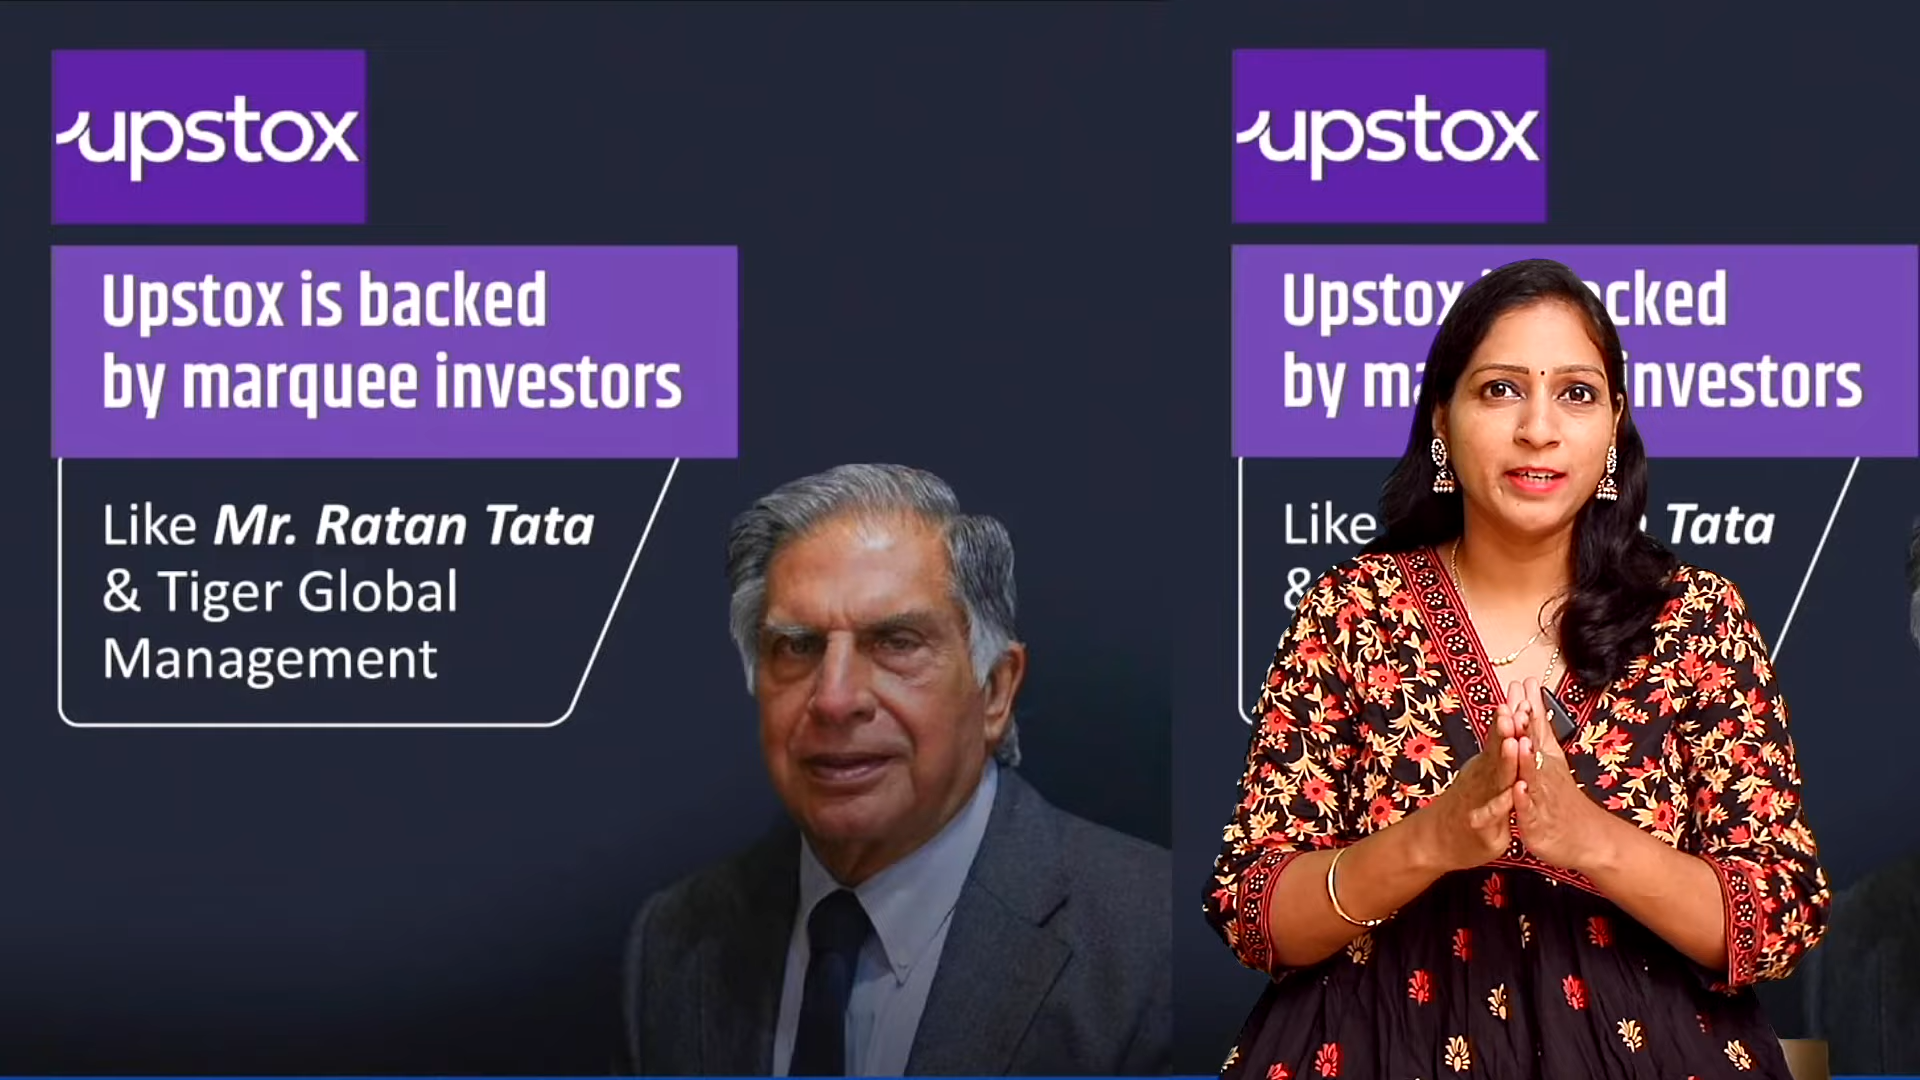 upstox
Upstox is backed
by marquee investors
Like Mr. Ratan Tata
& Tiger Global
Management
upstox
Upstox cked
by ma investors
Like Tata
&